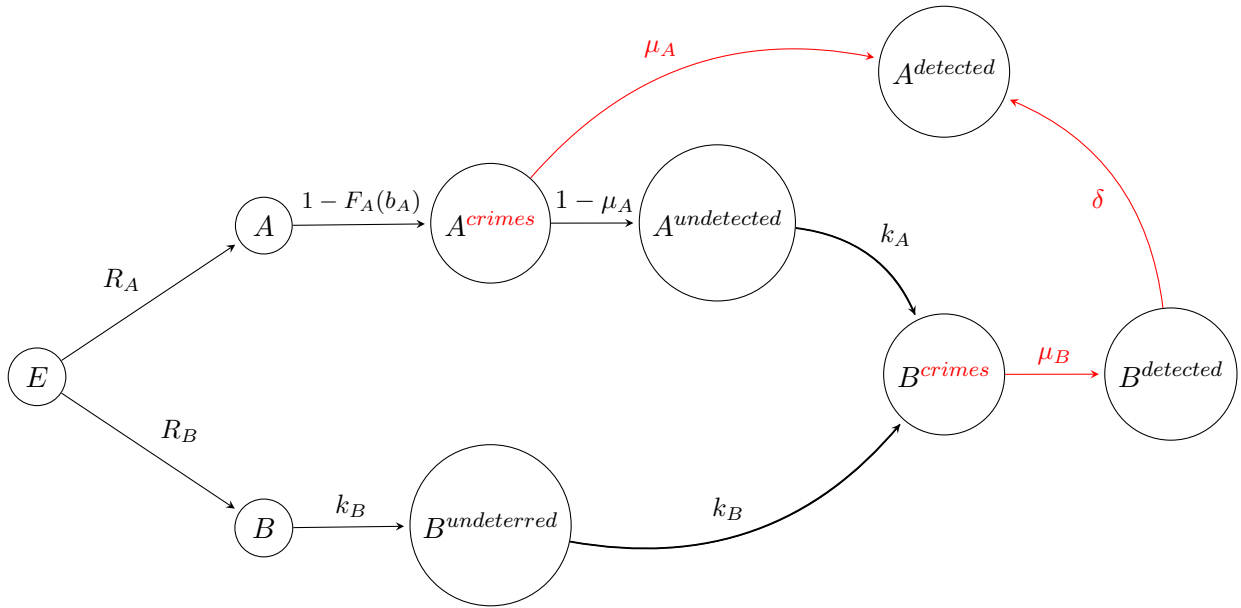 A^{detected}
μ_A
A
1 − F_A(b_A)
A^{crimes}
1 − μ_A
A^{undetected}
k_A
δ
R_A
E
B^{crimes}
μ_B
B^{detected}
R_B
B
k_B
B^{undeterred}
k_B